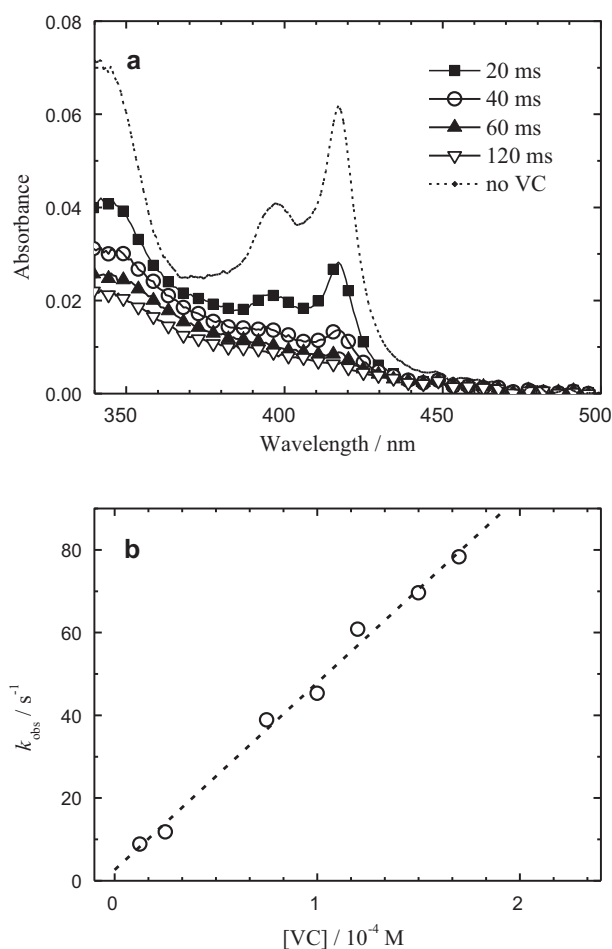 0.08
a
20 ms
40 ms
60 ms
120 ms
no VC
0.06
0.04
0.02
0.00
Absorbance
350
400
450
500
Wavelength / nm
b
80
60
40
20
0
k_obs / s⁻¹
0
1
2
[VC] / 10⁻⁴ M